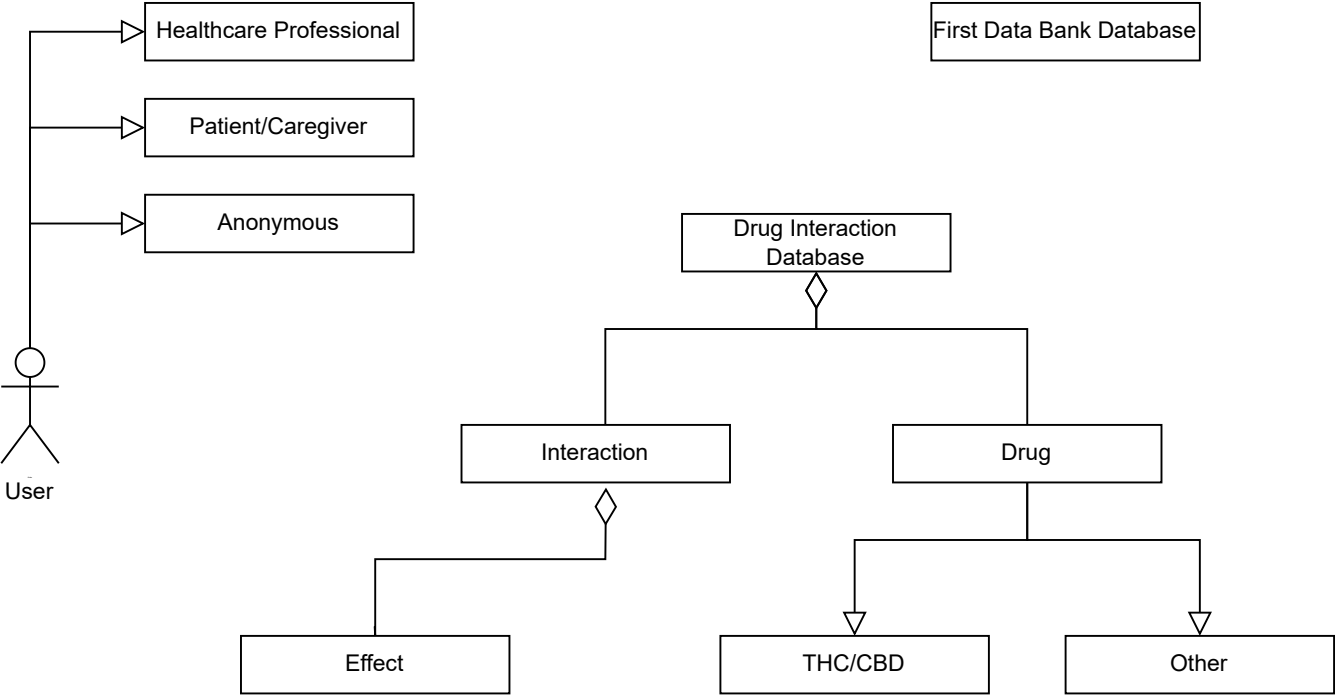 Healthcare Professional
First Data Bank Database
Patient/Caregiver
Anonymous
Drug Interaction
Database
Interaction
Drug
User
Effect
THC/CBD
Other